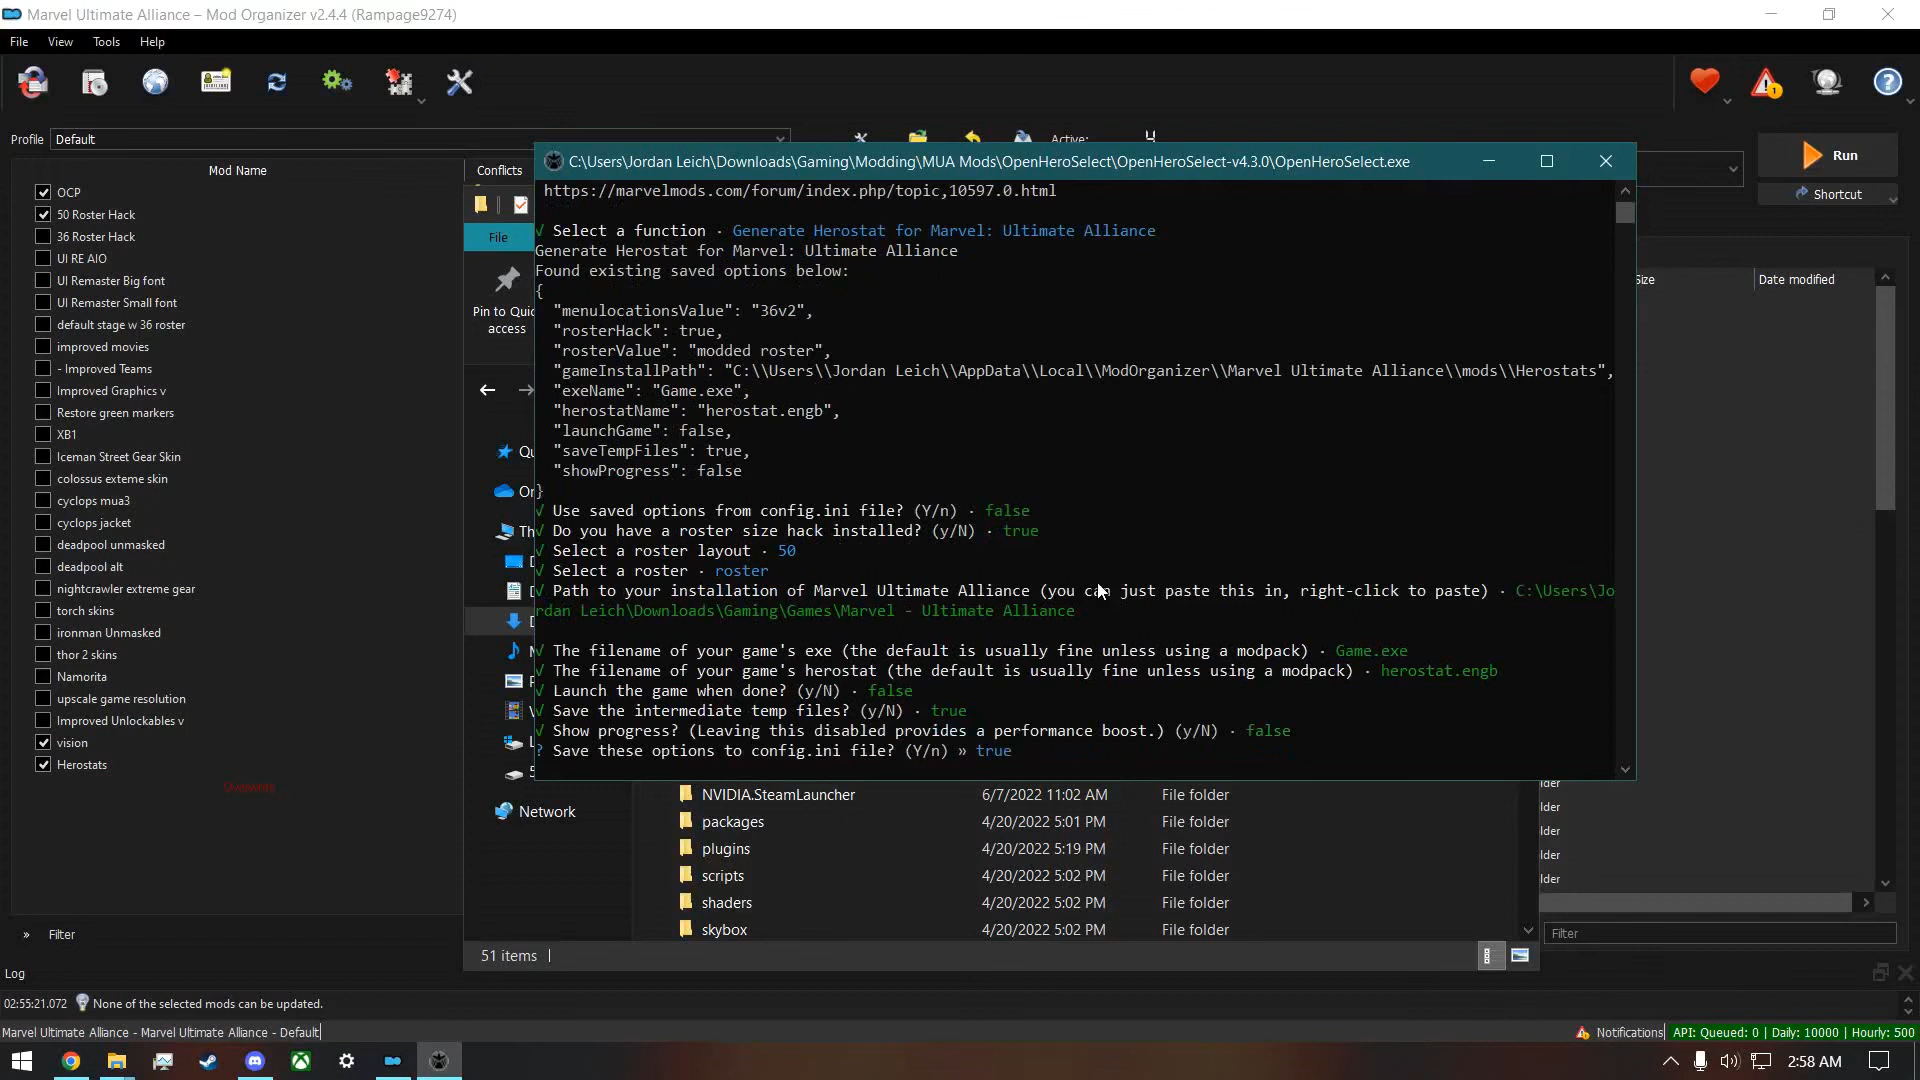 Marvel Ultimate Alliance – Mod Organizer v2.4.4 (Rampage9274)
File View Tools Help
Profile Default
Active: 4
Mod Name
Conflicts
OCP
50 Roster Hack
36 Roster Hack
UI RE AIO
UI Remaster Big font
UI Remaster Small font
default stage w 36 roster
improved movies
- Improved Teams
Improved Graphics v
Restore green markers
XB1
Iceman Street Gear Skin
colossus exteme skin
cyclops mua3
cyclops jacket
deadpool unmasked
deadpool alt
nightcrawler extreme gear
torch skins
ironman Unmasked
thor 2 skins
Namorita
upscale game resolution
Improved Unlockables v
vision
Herostats
Overwrite
» Filter
File
Pin to Quic
access
Qu
On
Th
Network
C:\Users\Jordan Leich\Downloads\Gaming\Modding\MUA Mods\OpenHeroSelect\OpenHeroSelect-v4.3.0\OpenHeroSelect.exe
https://marvelmods.com/forum/index.php/topic,10597.0.html
√ Select a function · Generate Herostat for Marvel: Ultimate Alliance
Generate Herostat for Marvel: Ultimate Alliance
Found existing saved options below:
{
"menulocationsValue": "36v2",
"rosterHack": true,
"rosterValue": "modded roster",
"gameInstallPath": "C:\\Users\\Jordan Leich\\AppData\\Local\\ModOrganizer\\Marvel Ultimate Alliance\\mods\\Herostats",
"exeName": "Game.exe",
"herostatName": "herostat.engb",
"launchGame": false,
"saveTempFiles": true,
"showProgress": false
}
√ Use saved options from config.ini file? (Y/n) · false
√ Do you have a roster size hack installed? (y/N) · true
√ Select a roster layout · 50
√ Select a roster · roster
√ Path to your installation of Marvel Ultimate Alliance (you can just paste this in, right-click to paste) · C:\Users\Jo
rdan Leich\Downloads\Gaming\Games\Marvel - Ultimate Alliance
√ The filename of your game's exe (the default is usually fine unless using a modpack) · Game.exe
√ The filename of your game's herostat (the default is usually fine unless using a modpack) · herostat.engb
√ Launch the game when done? (y/N) · false
√ Save the intermediate temp files? (y/N) · true
√ Show progress? (Leaving this disabled provides a performance boost.) (y/N) · false
? Save these options to config.ini file? (Y/n) » true
NVIDIA.SteamLauncher 6/7/2022 11:02 AM File folder
packages 4/20/2022 5:01 PM File folder
plugins 4/20/2022 5:19 PM File folder
scripts 4/20/2022 5:02 PM File folder
shaders 4/20/2022 5:02 PM File folder
skybox 4/20/2022 5:02 PM File folder
51 items
Run
Shortcut
Size Date modified
lder
lder
lder
lder
lder
Filter
Log
02:55:21.072 None of the selected mods can be updated.
Marvel Ultimate Alliance - Marvel Ultimate Alliance - Default
Notifications API: Queued: 0 | Daily: 10000 | Hourly: 500
2:58 AM